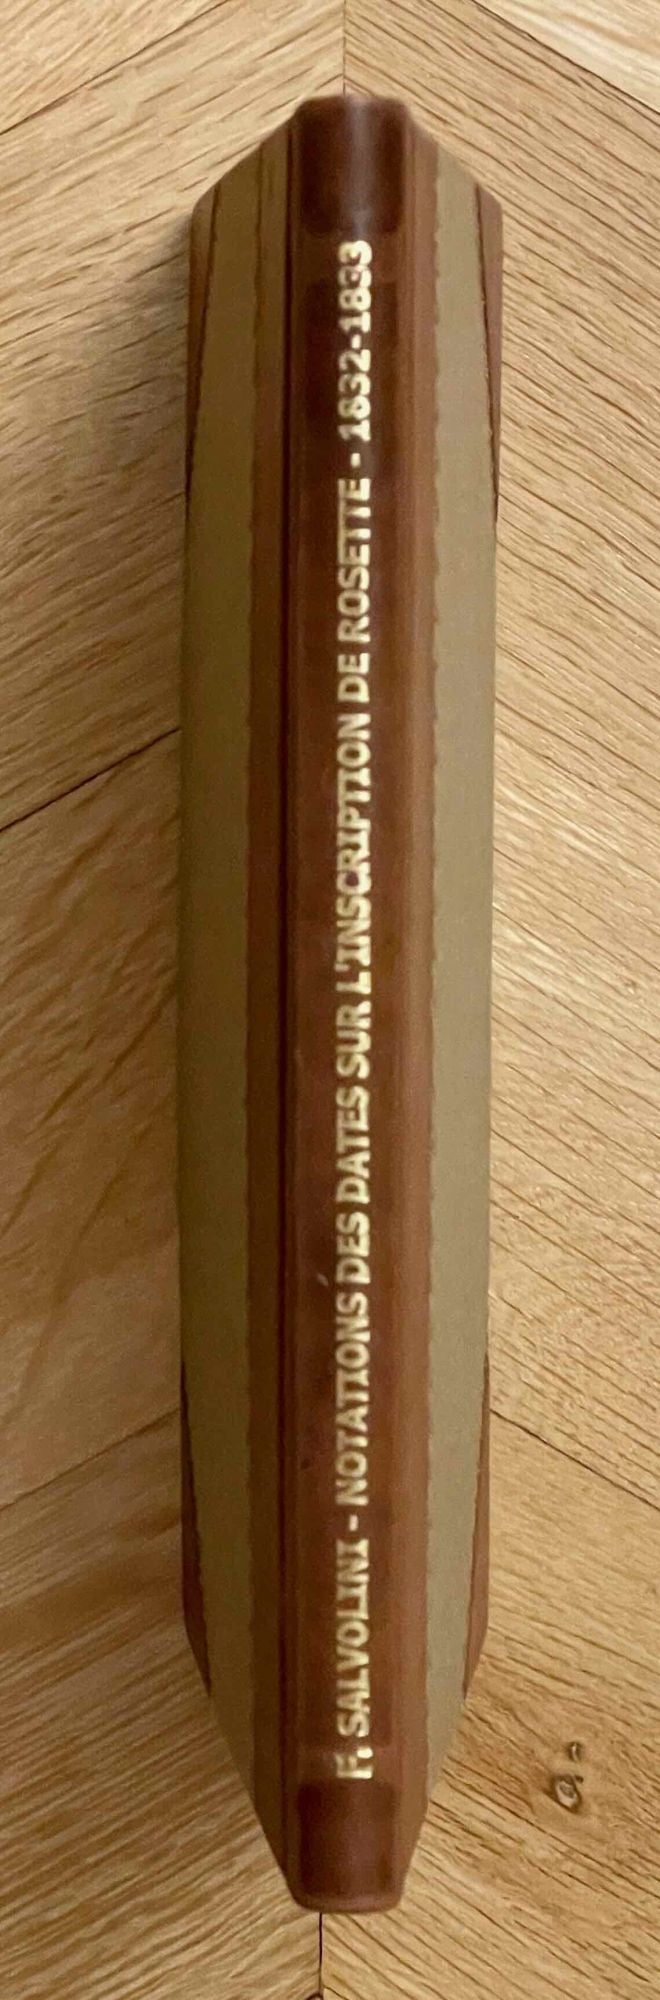 F. SALVOLINI - NOTATIONS DES DATES SUR L'INSCRIPTION DE ROSETTE - 1832-1833